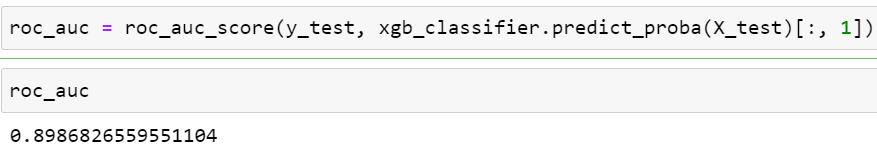 roc_auc = roc_auc_score(y_test, xgb_classifier.predict_proba(X_test)[:, 1])
roc_auc
0.8986826559551104